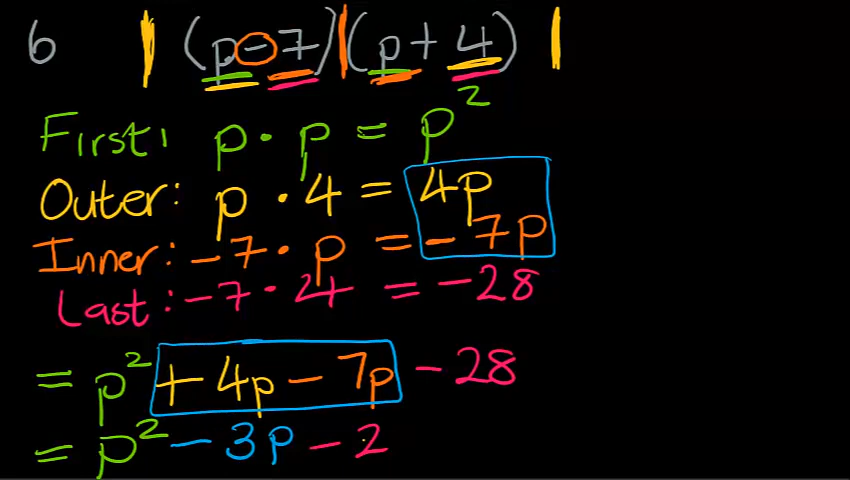 6 (p-7)(p+4)
First: p · p = p²
Outer: p · 4 = 4p
Inner: -7 · p = -7p
Last: -7 · 4 = -28
= p² + 4p - 7p - 28
= p² - 3p - 2